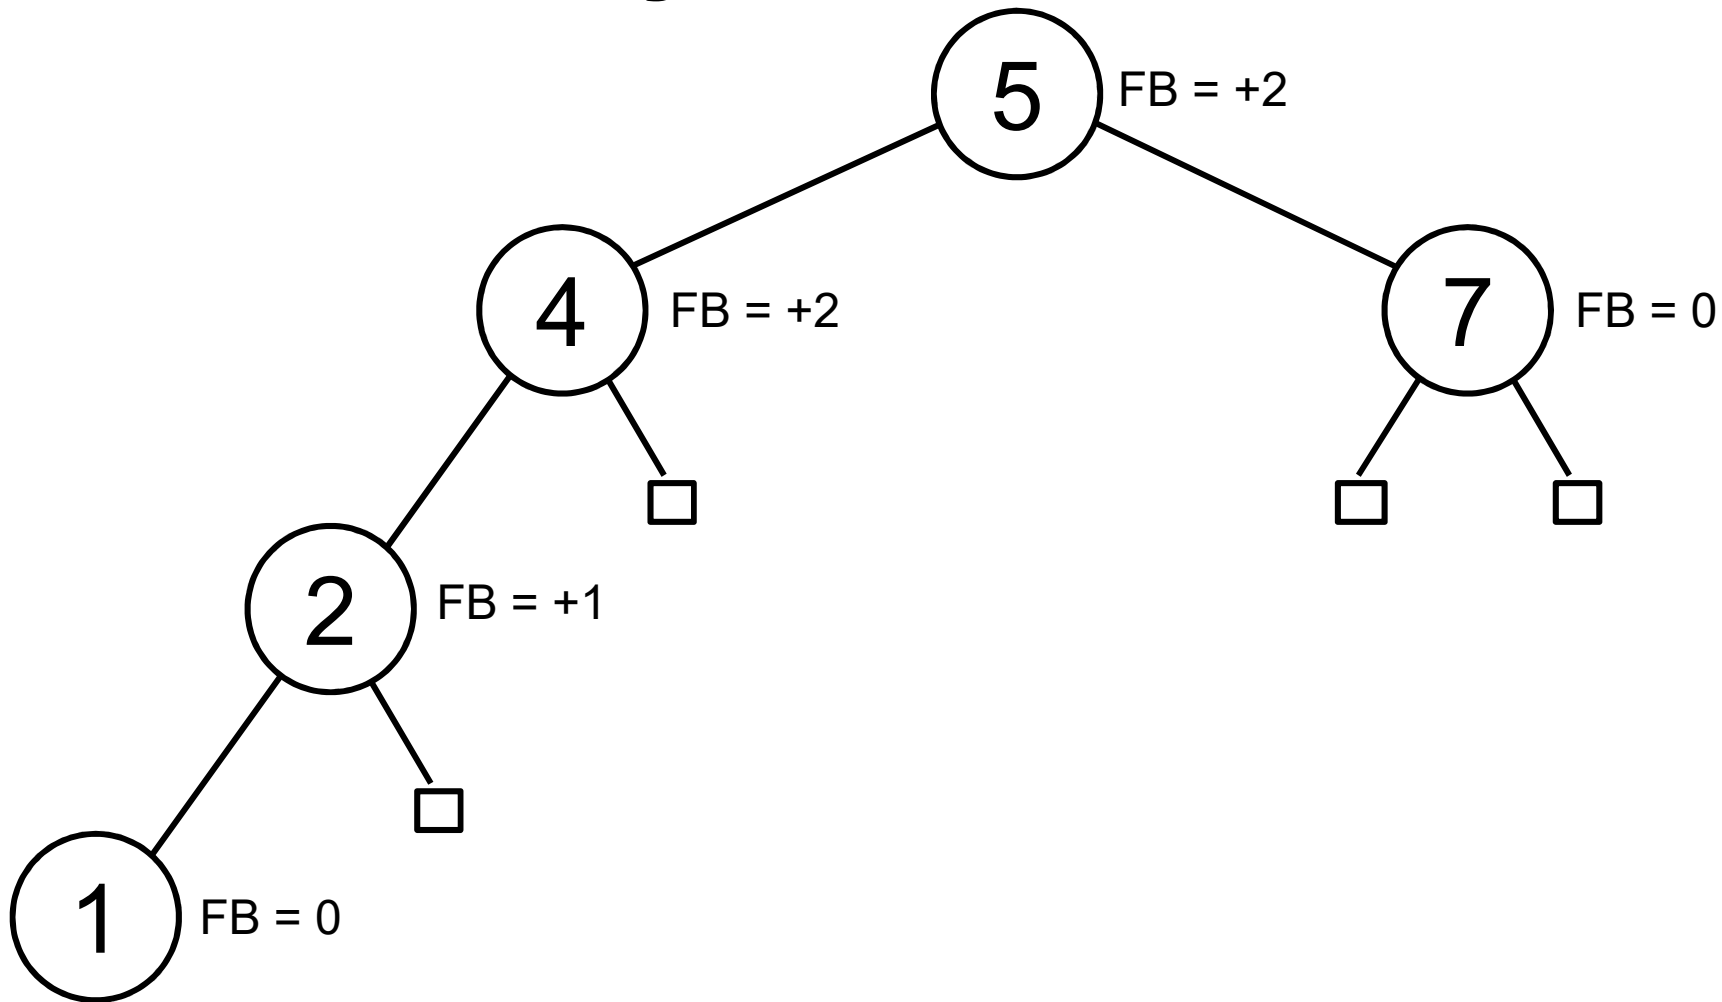 5 FB = +2
4 FB = +2 7 FB = 0
2 FB = +1
1 FB = 0